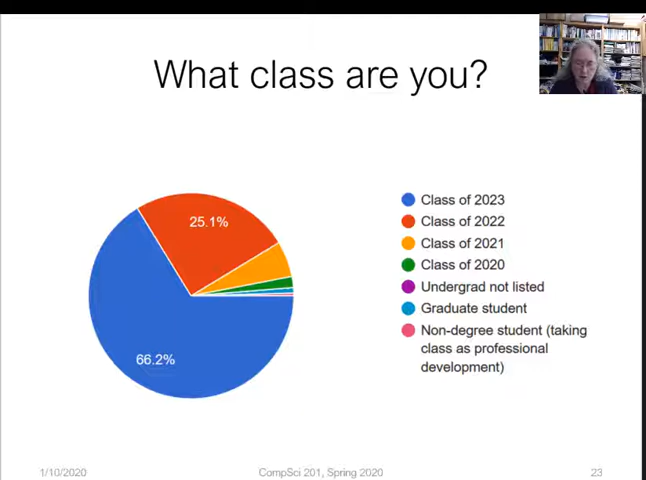 What class are you?
25.1%
66.2%
Class of 2023
Class of 2022
Class of 2021
Class of 2020
Undergrad not listed
Graduate student
Non-degree student (taking
class as professional
development)
1/10/2020
CompSci 201, Spring 2020
23